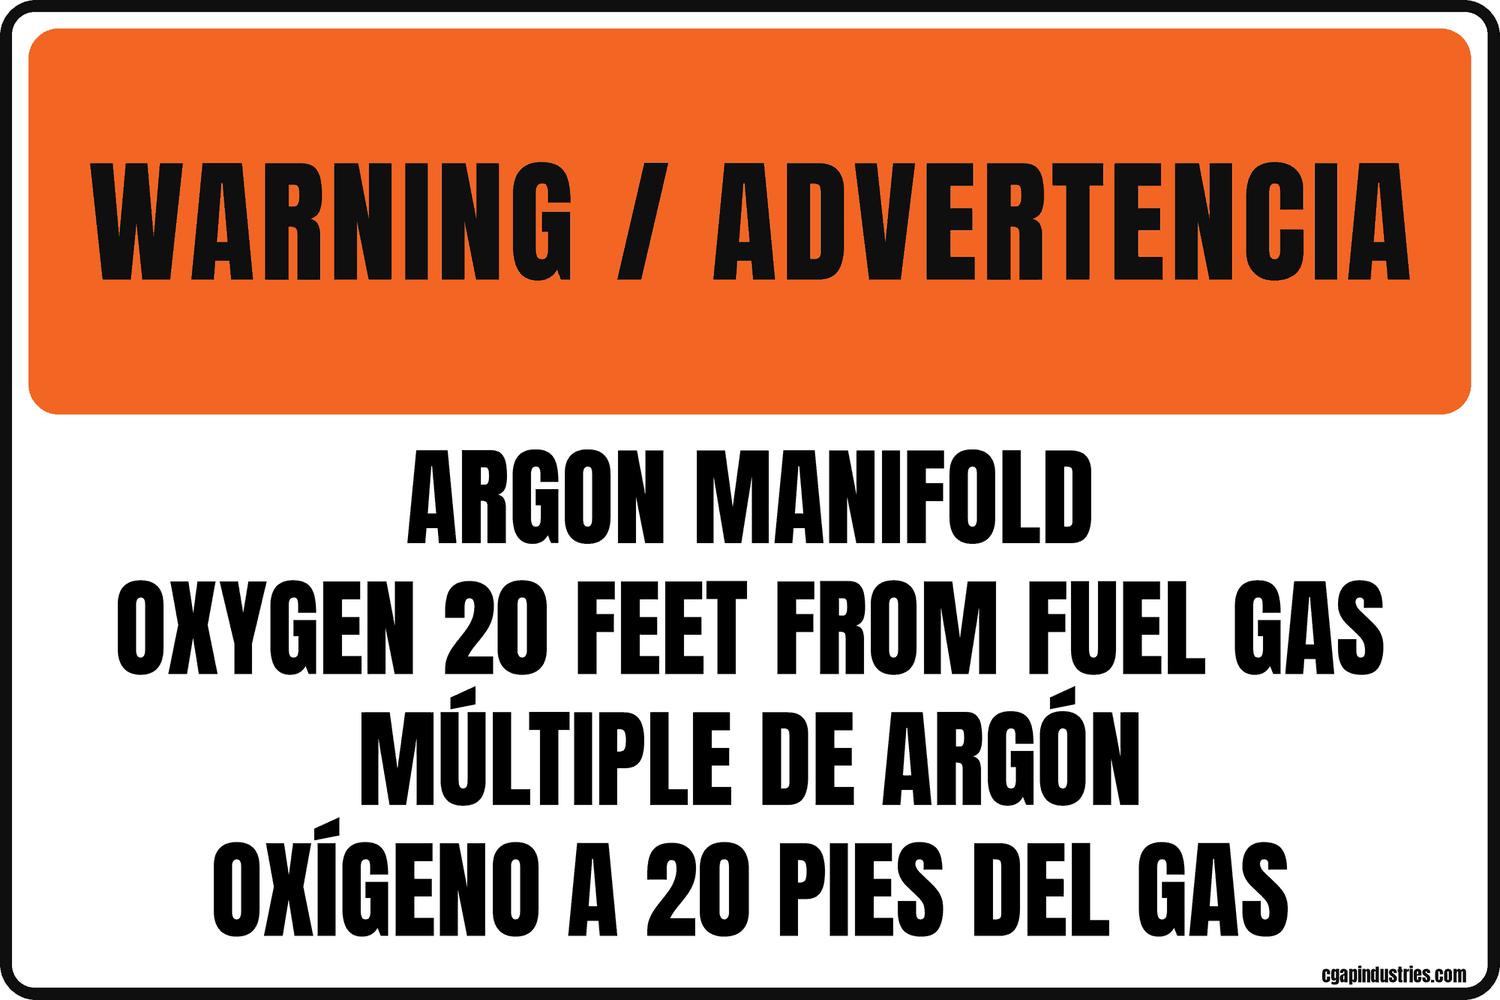 WARNING / ADVERTENCIA
ARGON MANIFOLD
OXYGEN 20 FEET FROM FUEL GAS
MÚLTIPLE DE ARGÓN
OXÍGENO A 20 PIES DEL GAS
cgapindustries.com